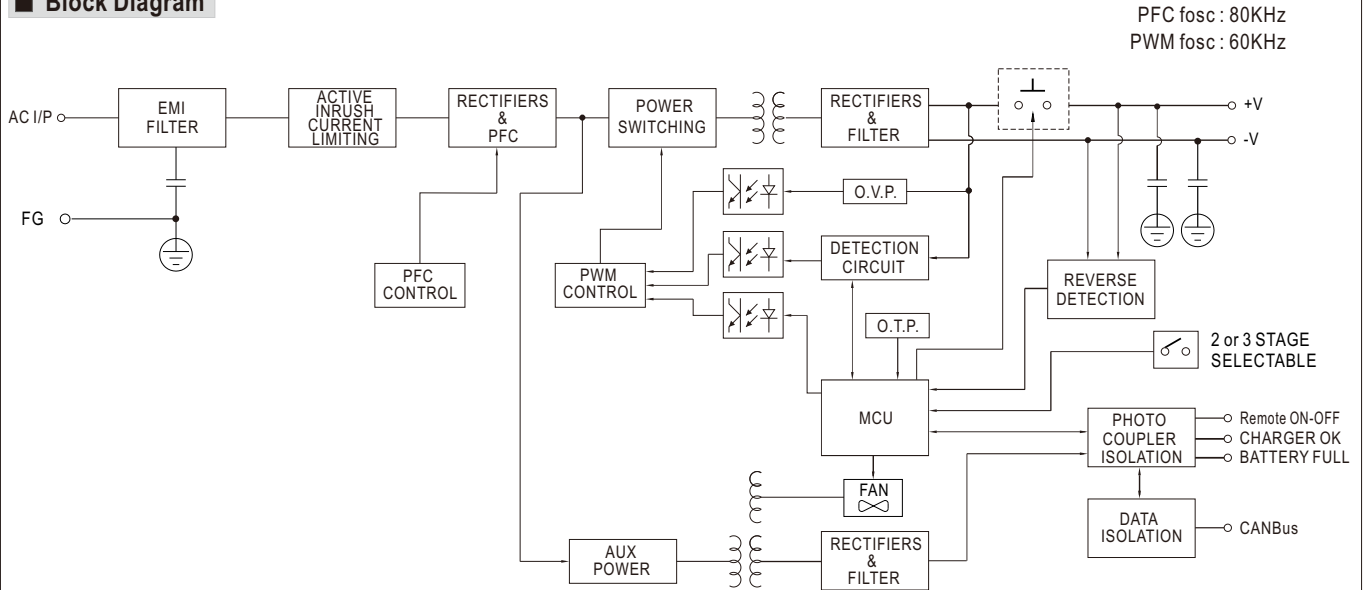 ■ Block Diagram
PFC fosc : 80KHz
PWM fosc : 60KHz
AC I/P
EMI
FILTER
ACTIVE
INRUSH
CURRENT
LIMITING
RECTIFIERS
&
PFC
POWER
SWITCHING
RECTIFIERS
&
FILTER
+V
-V
FG
O.V.P.
PFC
CONTROL
PWM
CONTROL
DETECTION
CIRCUIT
REVERSE
DETECTION
O.T.P.
2 or 3 STAGE
SELECTABLE
MCU
PHOTO
COUPLER
ISOLATION
Remote ON-OFF
CHARGER OK
BATTERY FULL
FAN
DATA
ISOLATION
CANBus
AUX
POWER
RECTIFIERS
&
FILTER